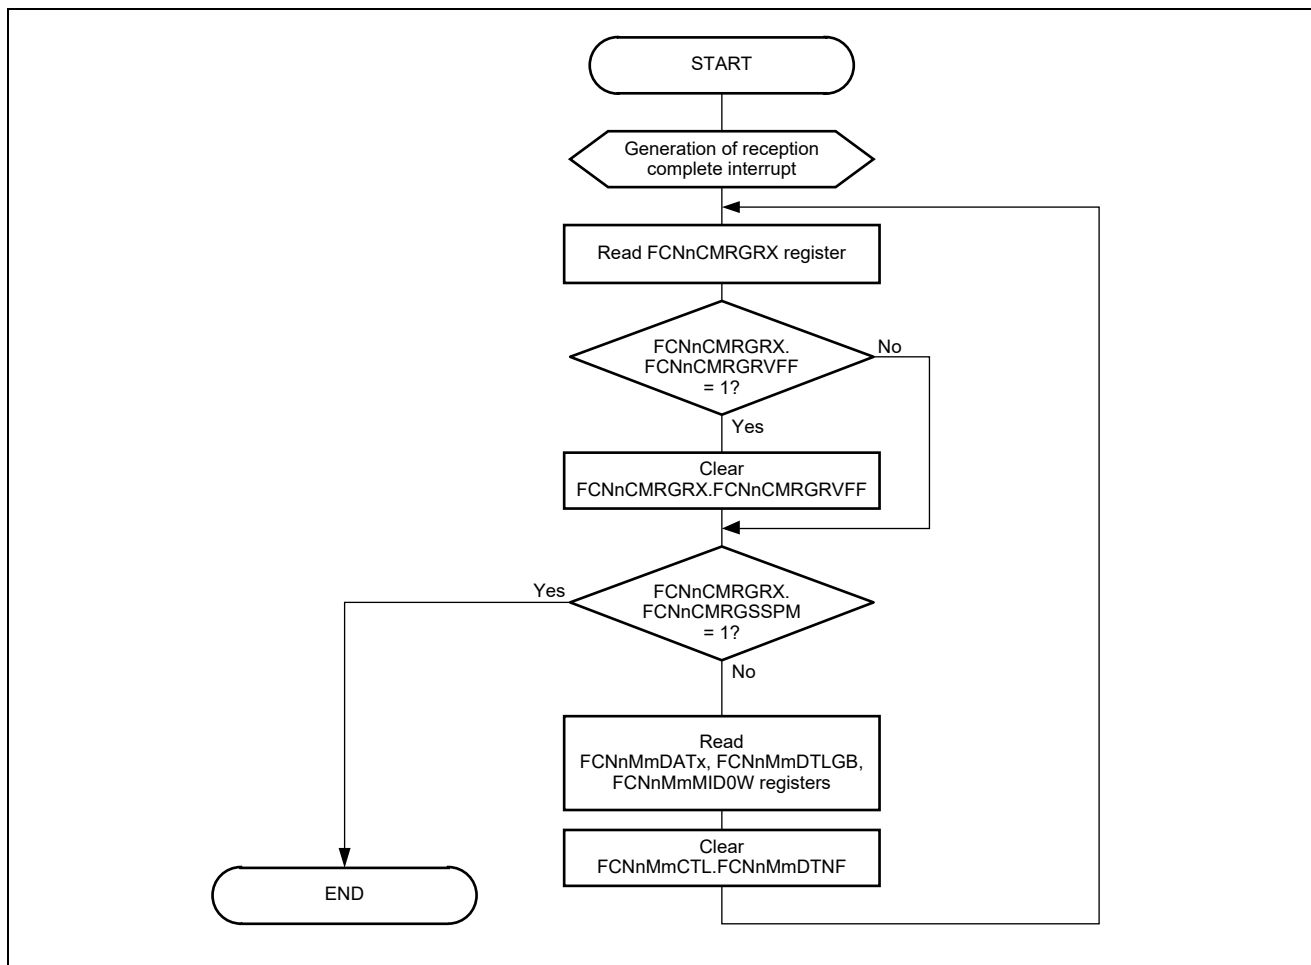 START
Generation of reception
complete interrupt
Read FCNnCMRGRX register
FCNnCMRGRX.
FCNnCMRGRVFF
= 1?
No
Yes
Clear
FCNnCMRGRX.FCNnCMRGRVFF
Yes
FCNnCMRGRX.
FCNnCMRGSSPM
= 1?
No
Read
FCNnMmDATx, FCNnMmDTLGB,
FCNnMmMID0W registers
Clear
FCNnMmCTL.FCNnMmDTNF
END